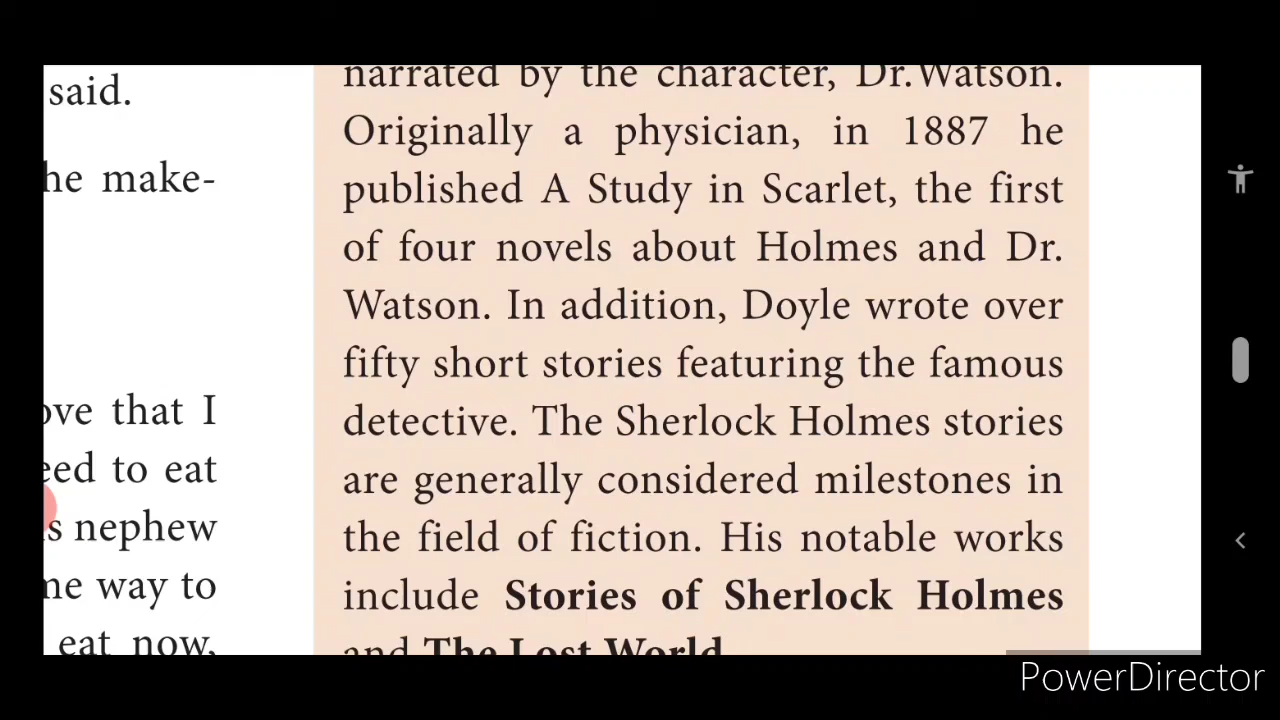 said.
he make-
ove that I
eed to eat
s nephew
me way to
eat now,
narrated by the character, Dr.Watson.
Originally a physician, in 1887 he
published A Study in Scarlet, the first
of four novels about Holmes and Dr.
Watson. In addition, Doyle wrote over
fifty short stories featuring the famous
detective. The Sherlock Holmes stories
are generally considered milestones in
the field of fiction. His notable works
include Stories of Sherlock Holmes
and The Lost World
PowerDirector